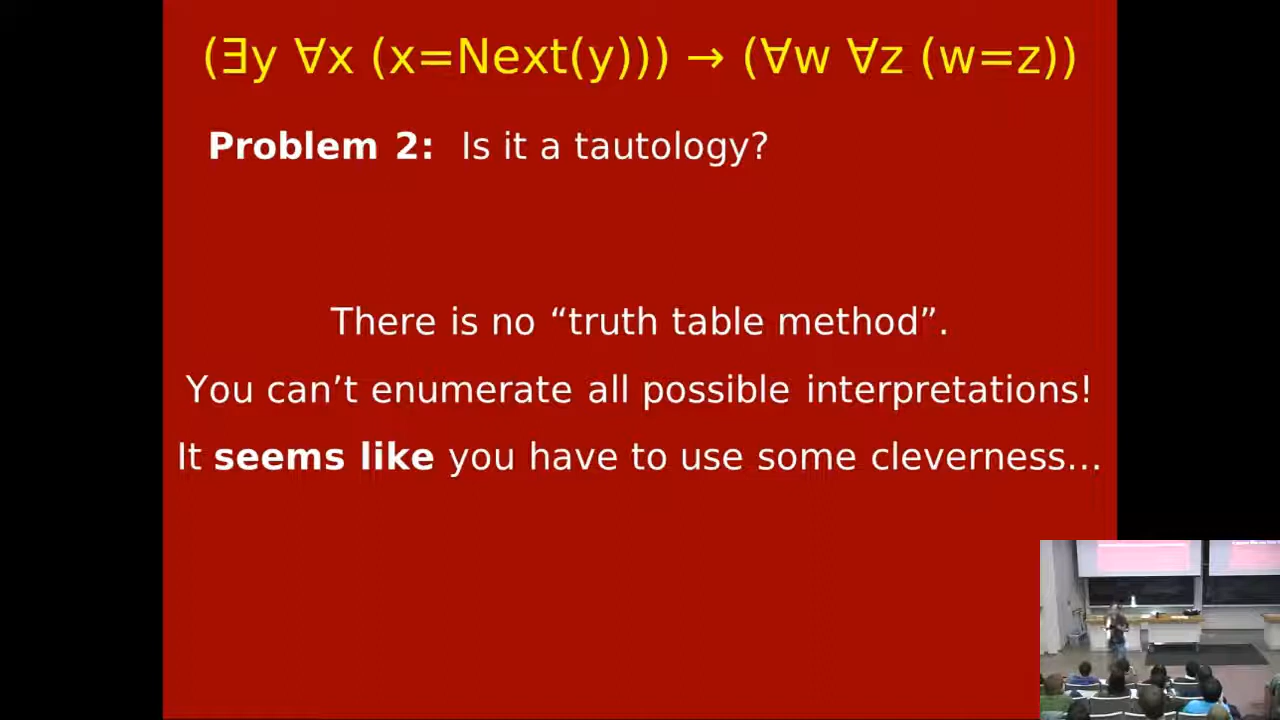 (∃y ∀x (x=Next(y))) → (∀w ∀z (w=z))
Problem 2: Is it a tautology?
There is no “truth table method”.
You can’t enumerate all possible interpretations!
It seems like you have to use some cleverness…